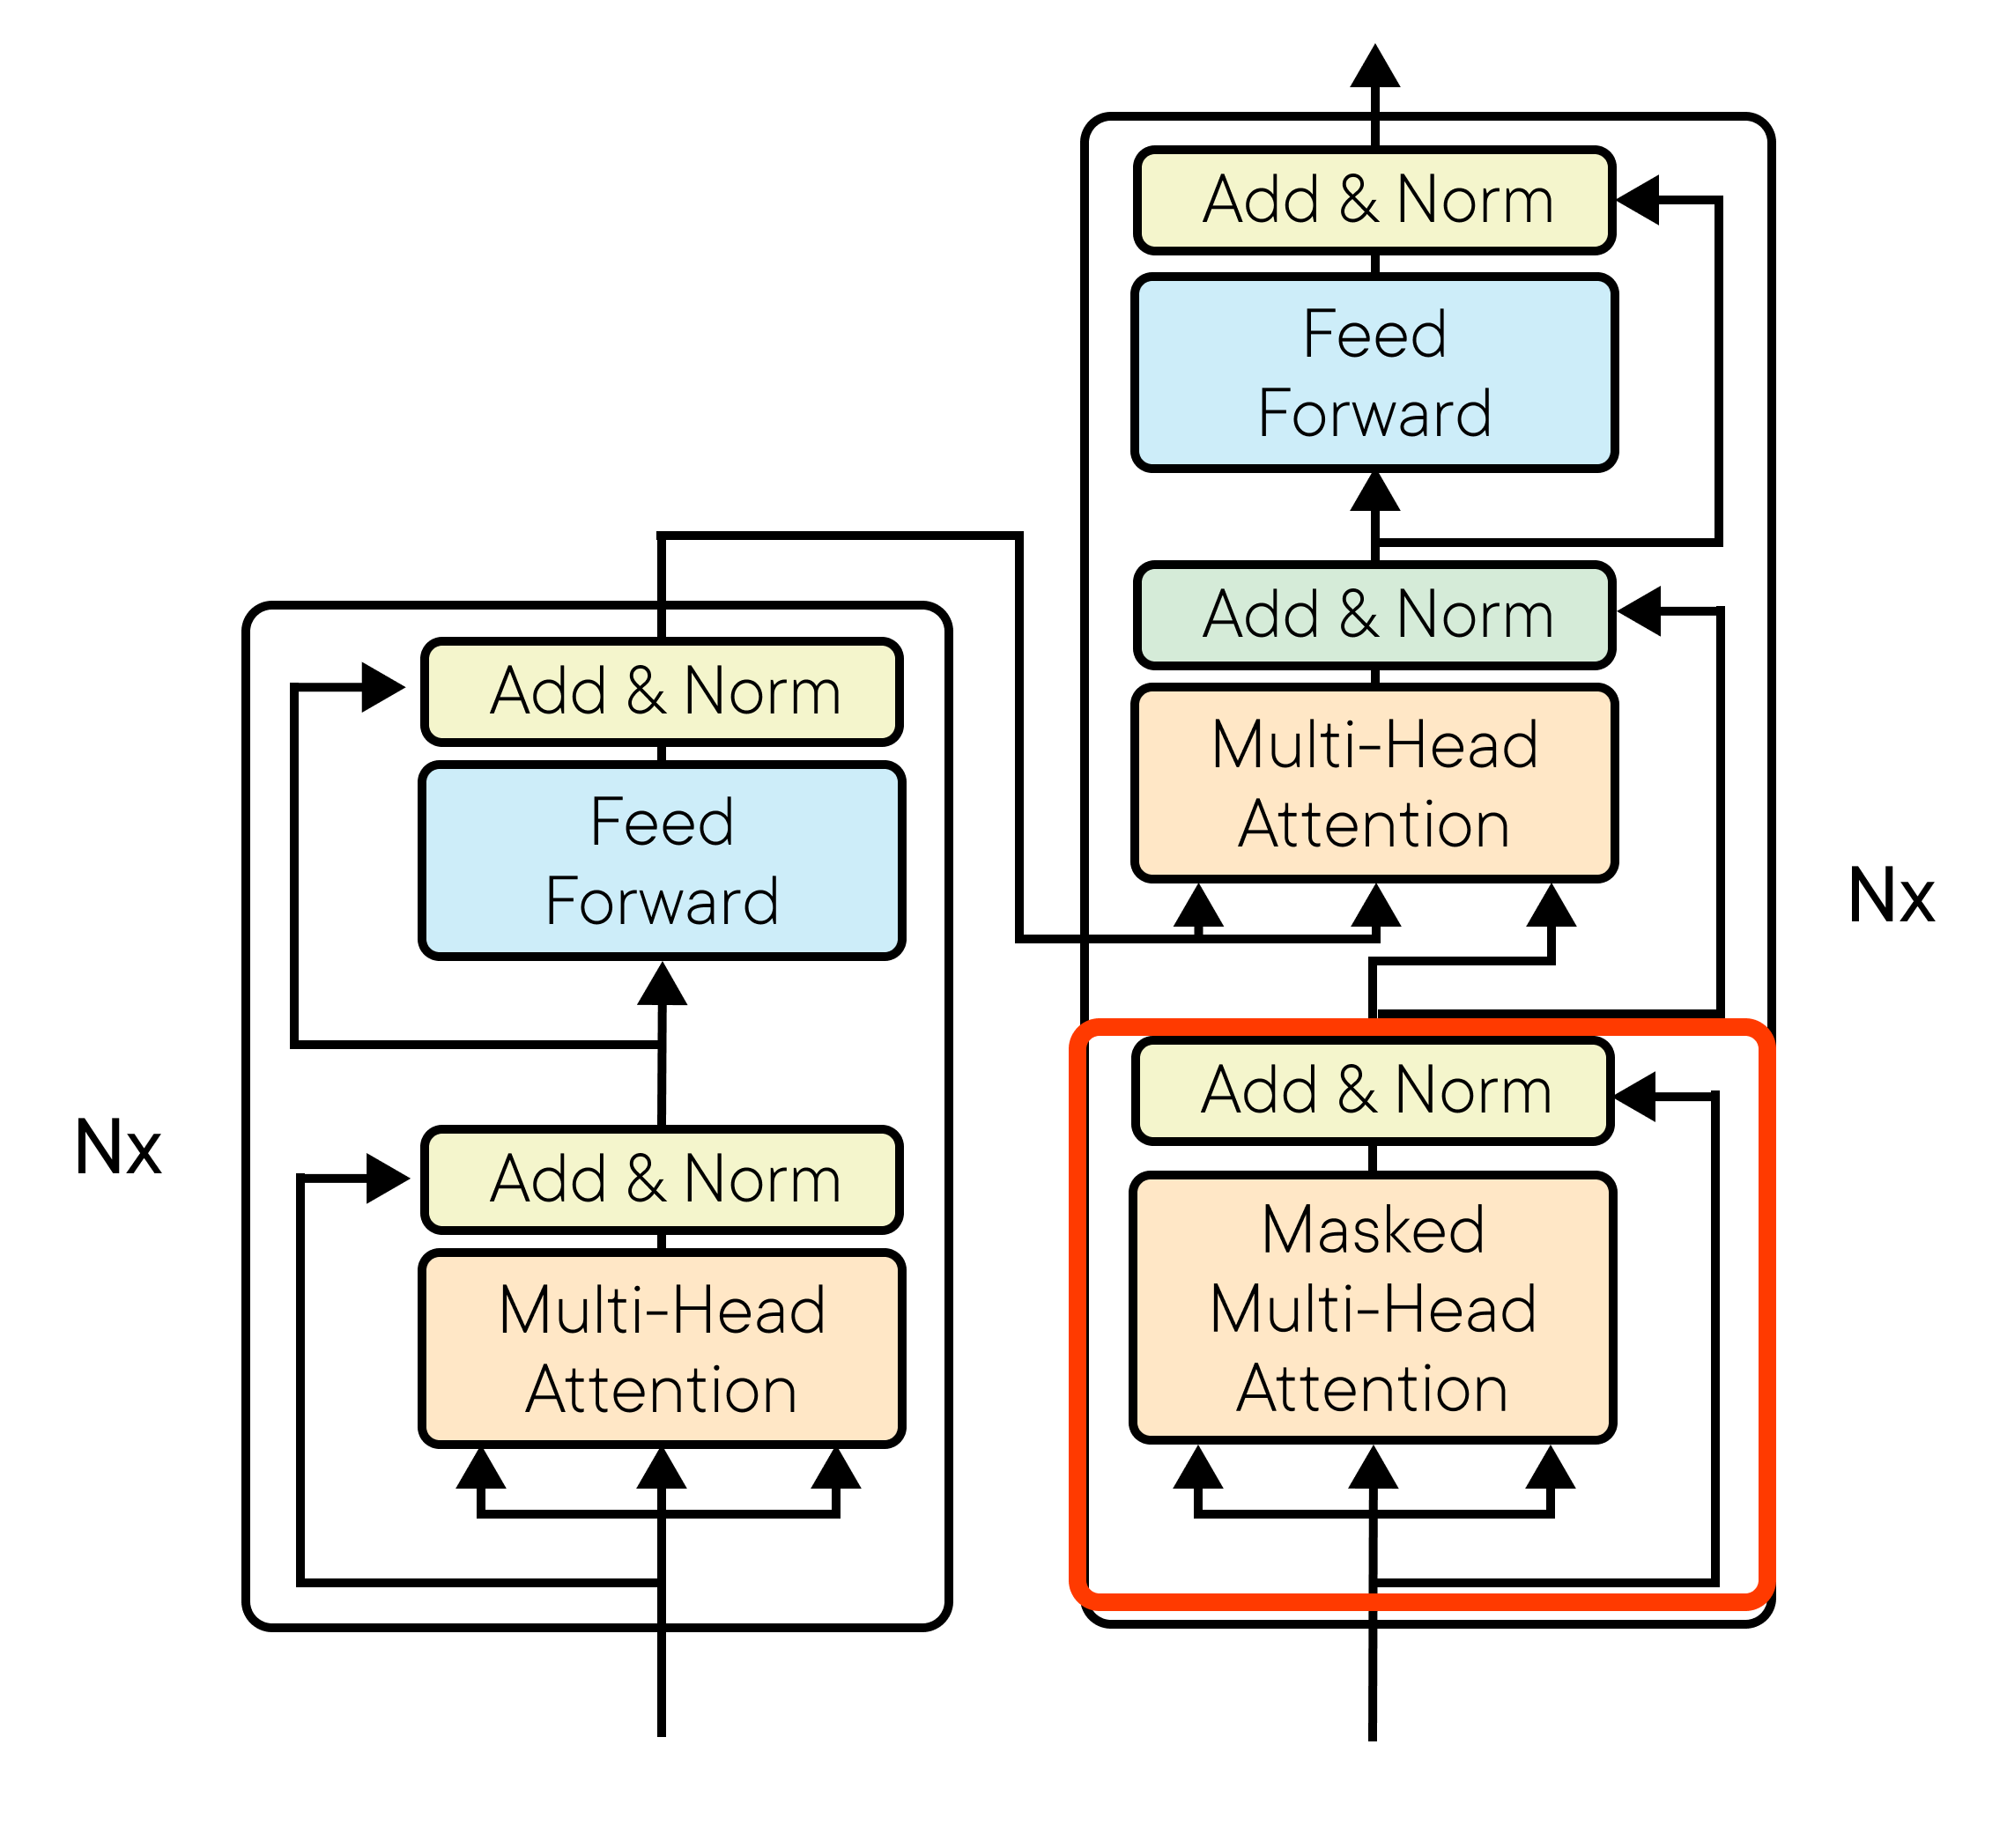 Add & Norm
Feed
Forward
Add & Norm
Multi-Head
Attention
Nx
Add & Norm
Masked
Multi-Head
Attention
Add & Norm
Feed
Forward
Nx
Add & Norm
Multi-Head
Attention